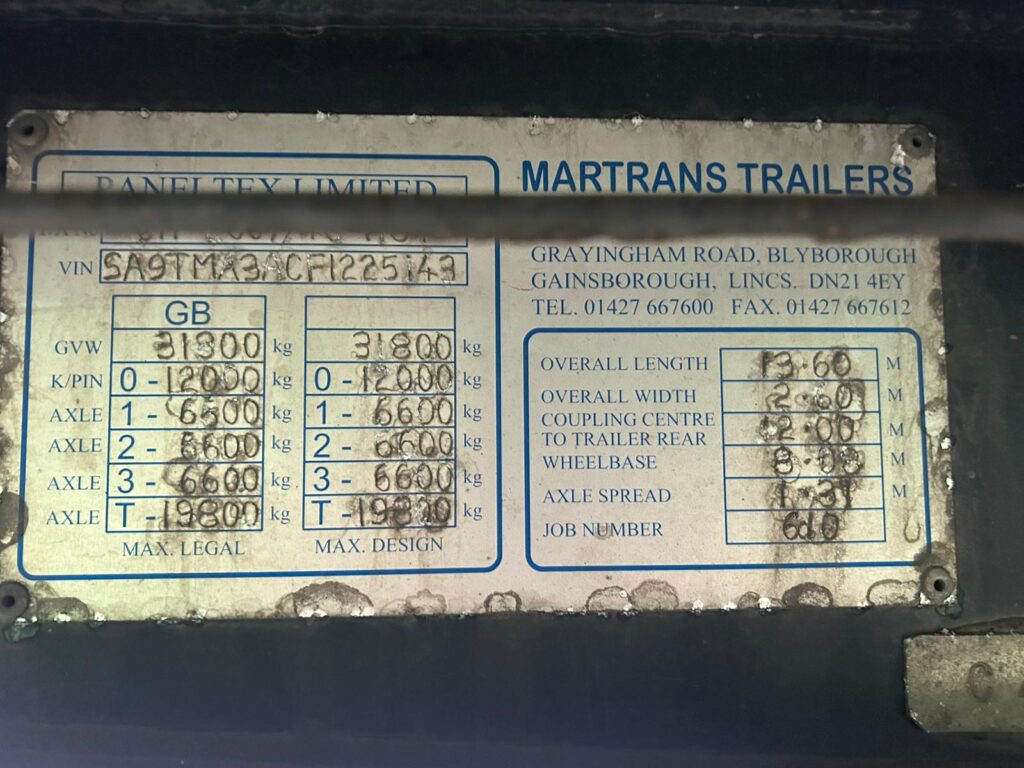 PANELTEX LIMITED
MARTRANS TRAILERS
GRAYINGHAM ROAD, BLYBOROUGH
GAINSBOROUGH, LINCS. DN21 4EY
TEL. 01427 667600 FAX. 01427 667612
VIN
GB
GVW 31800 kg 31800 kg
K/PIN 0-12000 kg 0-12000 kg
AXLE 1-6600 kg 1-6600 kg
AXLE 2-6600 kg 2-6600 kg
AXLE 3-6600 kg 3-6600 kg
AXLE T-19800 kg T-19800 kg
MAX. LEGAL MAX. DESIGN
OVERALL LENGTH 13.60 M
OVERALL WIDTH 2.60 M
COUPLING CENTRE
TO TRAILER REAR 12.00 M
WHEELBASE M
AXLE SPREAD M
JOB NUMBER